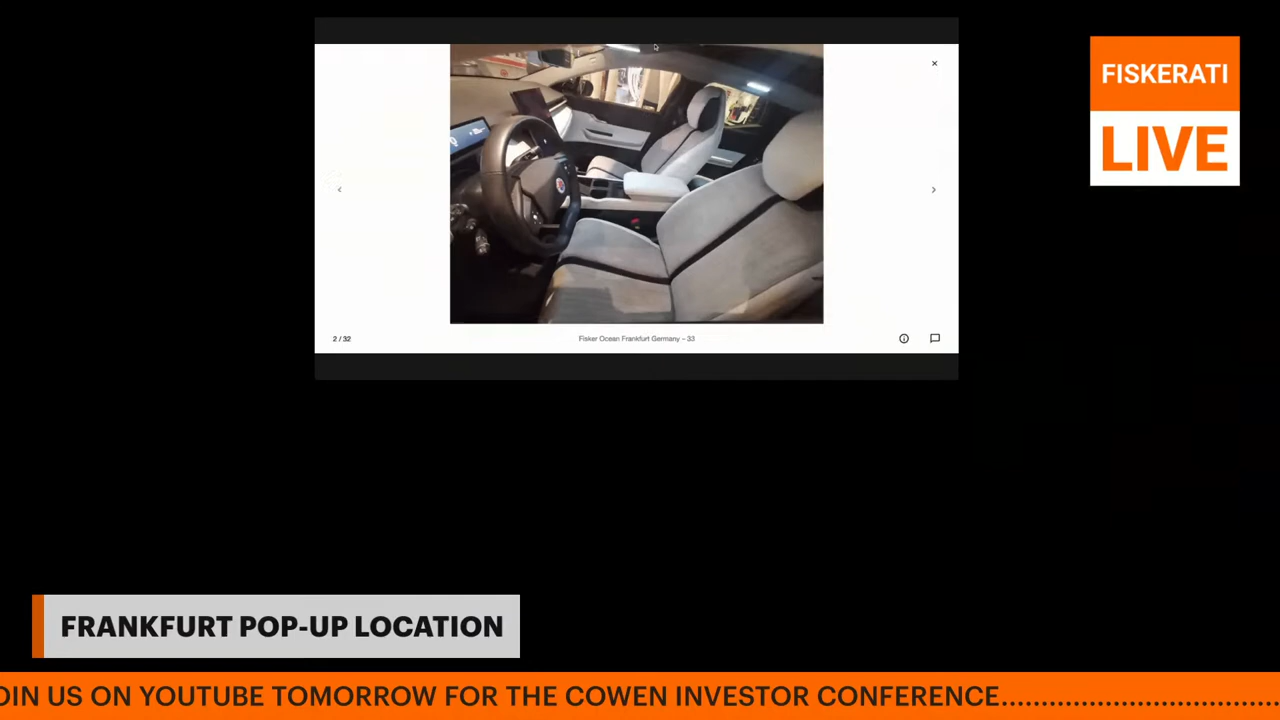 FISKERATI
LIVE
2 / 32
Fisker Ocean Frankfurt Germany – 33
FRANKFURT POP-UP LOCATION
OIN US ON YOUTUBE TOMORROW FOR THE COWEN INVESTOR CONFERENCE..................................